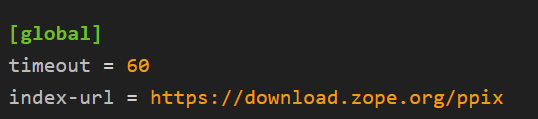 [global]
timeout = 60
index-url = https://download.zope.org/ppix